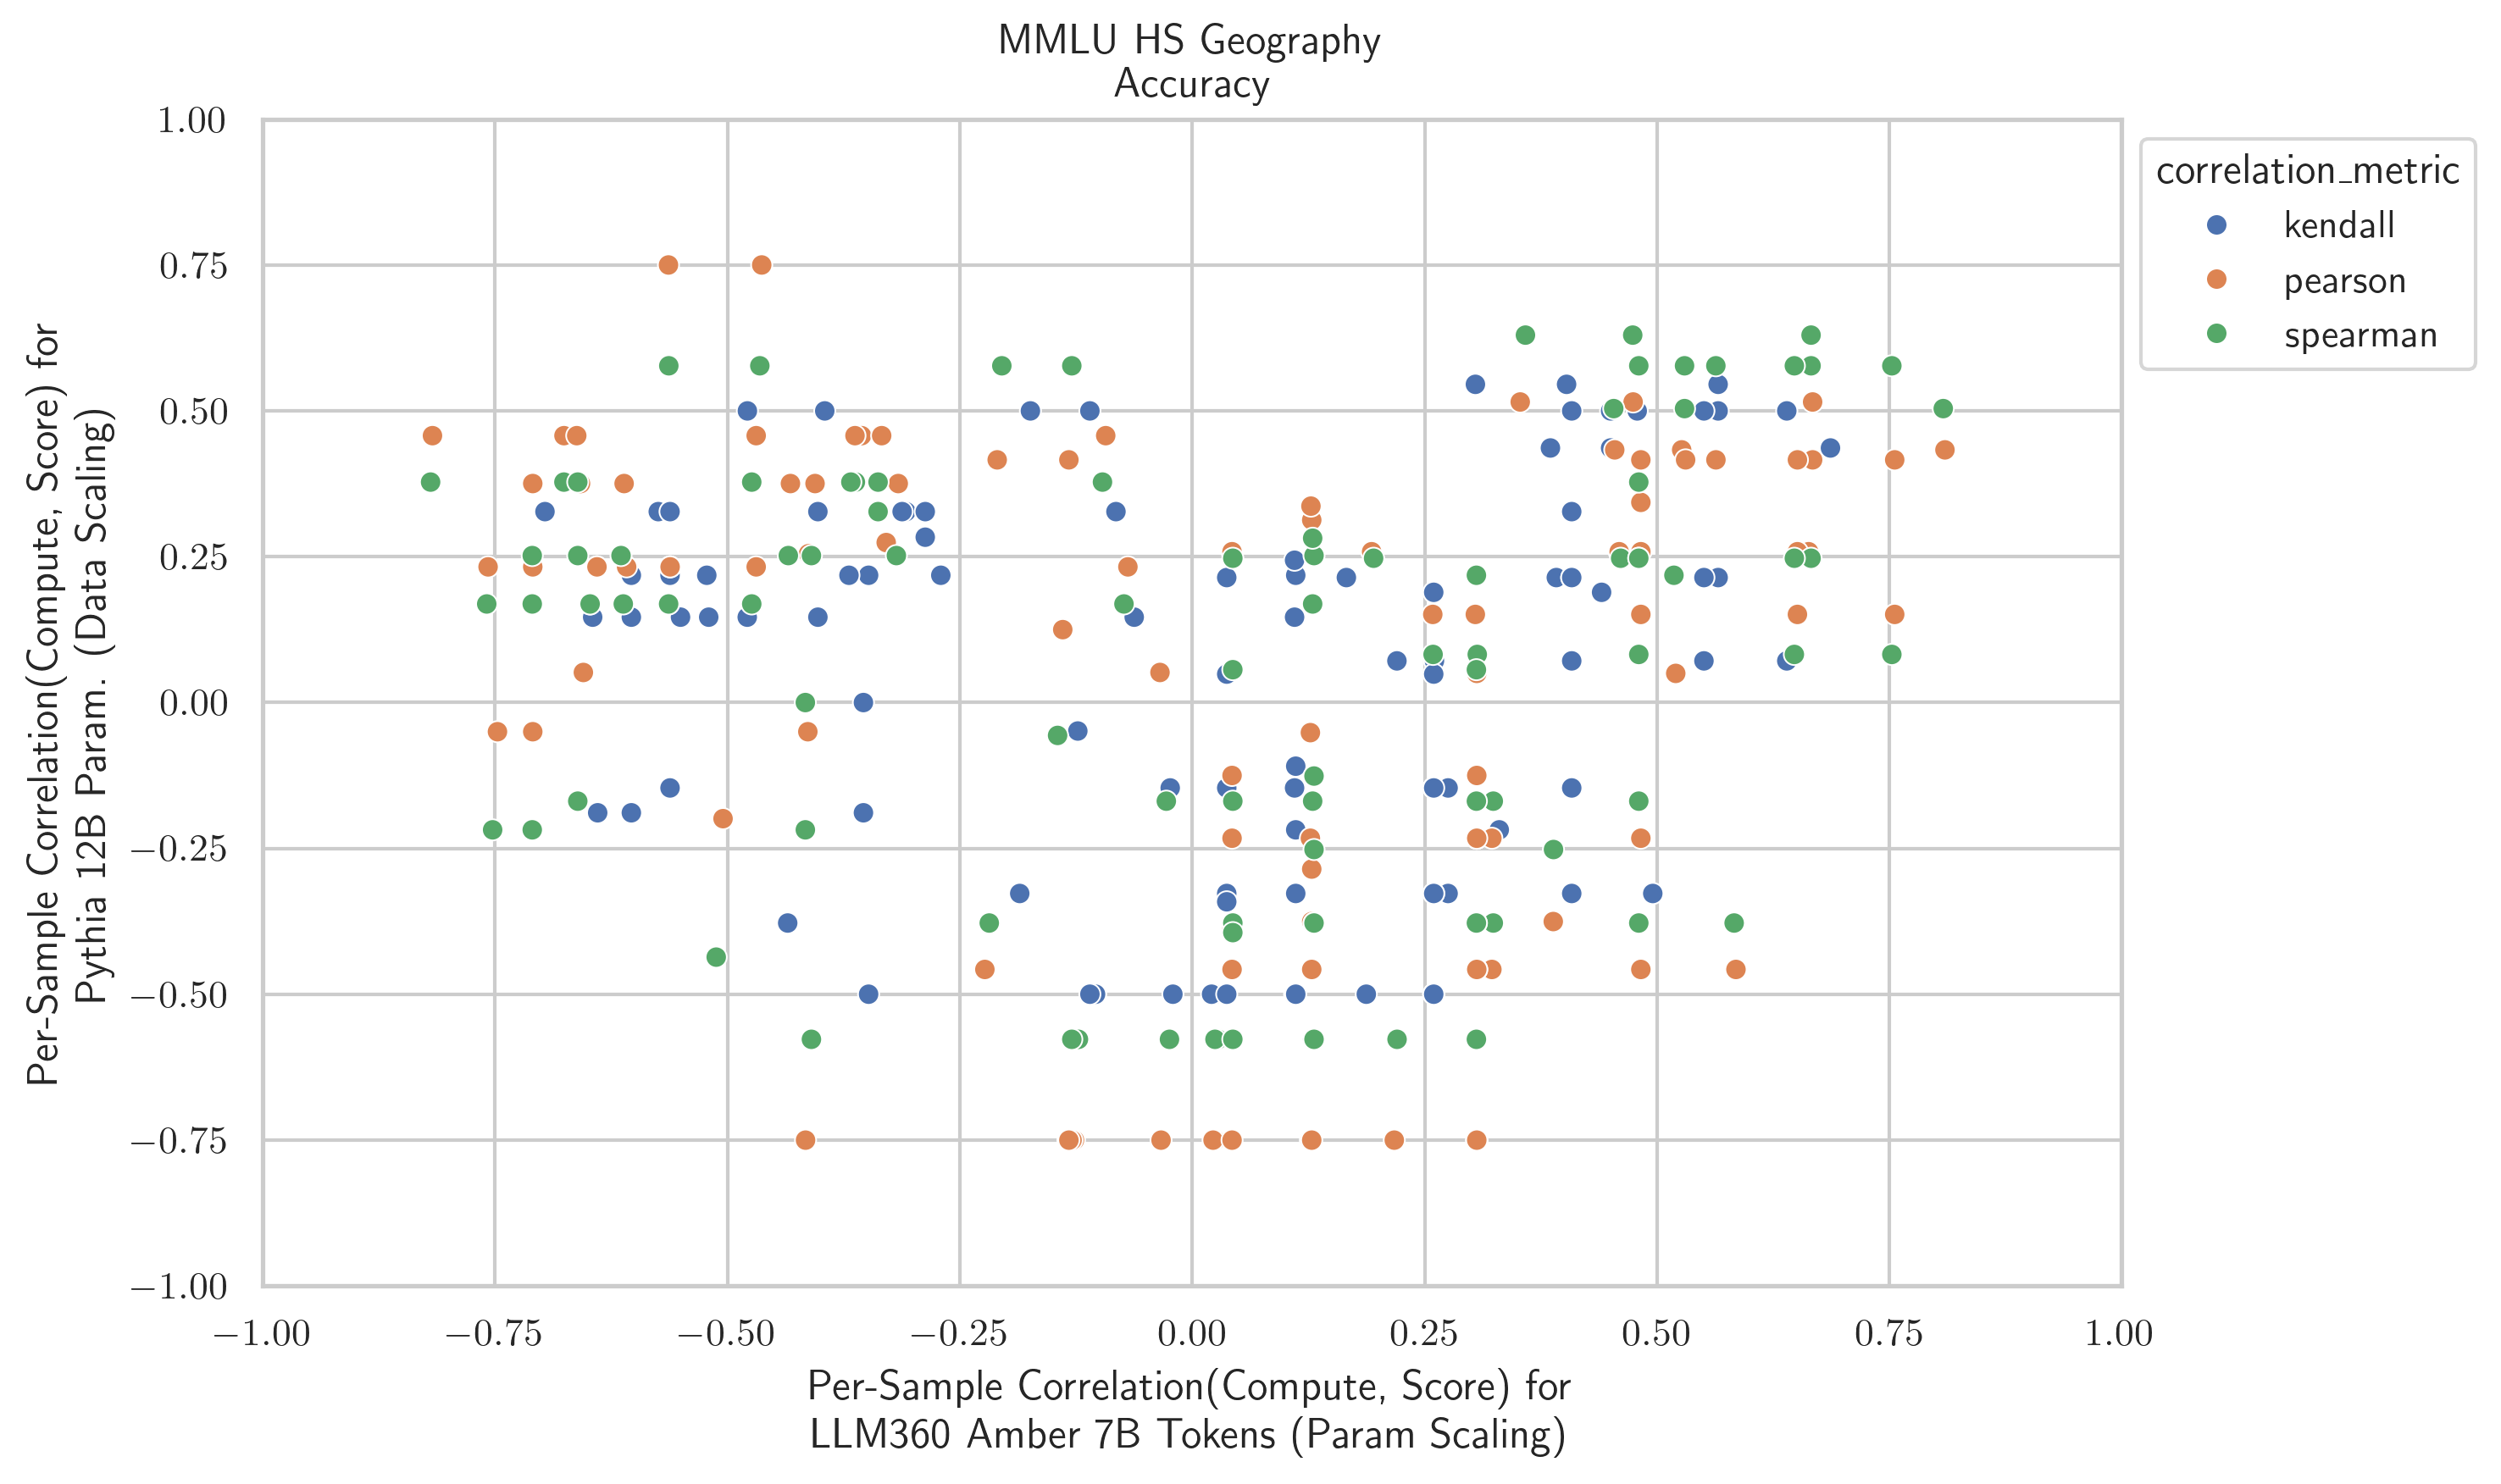 MMLU HS Geography
Accuracy
Per-Sample Correlation(Compute, Score) for
Pythia 12B Param. (Data Scaling)
1.00
0.75
0.50
0.25
0.00
−0.25
−0.50
−0.75
−1.00
−1.00 −0.75 −0.50 −0.25 0.00 0.25 0.50 0.75 1.00
Per-Sample Correlation(Compute, Score) for
LLM360 Amber 7B Tokens (Param Scaling)
correlation_metric
kendall
pearson
spearman